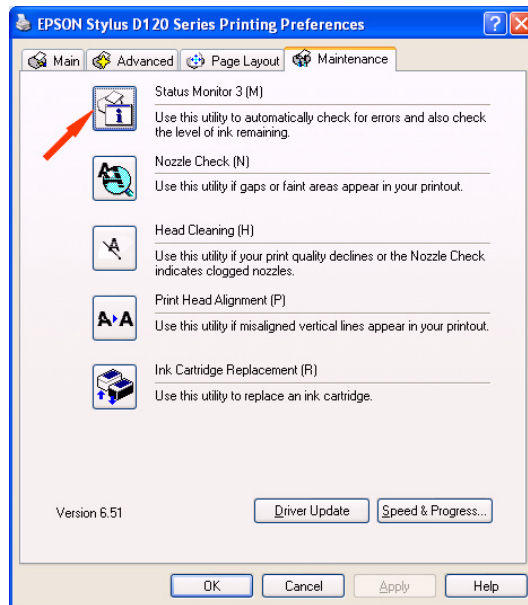 EPSON Stylus D120 Series Printing Preferences
Main
Advanced
Page Layout
Maintenance
Status Monitor 3 (M)
Use this utility to automatically check for errors and also check
the level of ink remaining.
Nozzle Check (N)
Use this utility if gaps or faint areas appear in your printout.
Head Cleaning (H)
Use this utility if your print quality declines or the Nozzle Check
indicates clogged nozzles.
Print Head Alignment (P)
Use this utility if misaligned vertical lines appear in your printout.
Ink Cartridge Replacement (R)
Use this utility to replace an ink cartridge.
Version 6.51
Driver Update
Speed & Progress...
OK
Cancel
Apply
Help